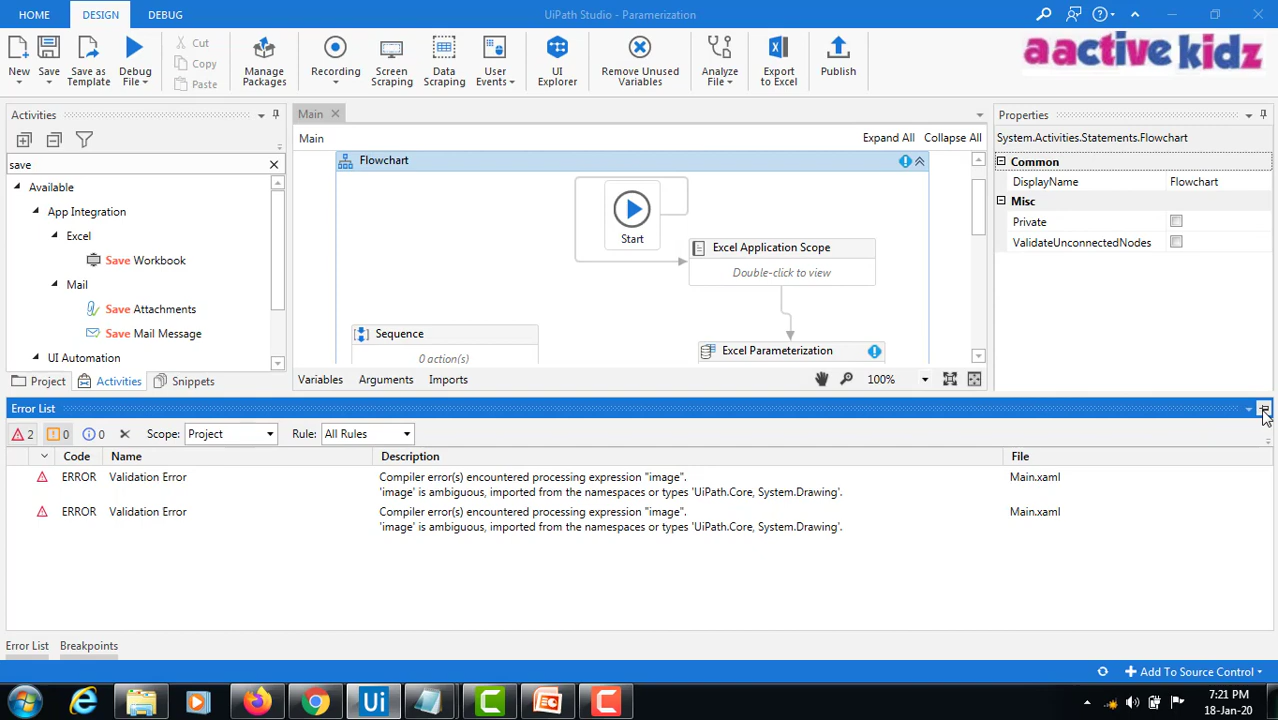 HOME DESIGN DEBUG UiPath Studio - Paramerization
New Save Save as Template Debug File Cut Copy Paste Manage Packages Recording Screen Scraping Data Scraping User Events UI Explorer Remove Unused Variables Analyze File Export to Excel Publish
aactive kidz
Activities
save
Available
App Integration
Excel
Save Workbook
Mail
Save Attachments
Save Mail Message
UI Automation
Project Activities Snippets
Main
Main Expand All Collapse All
Flowchart
Start
Excel Application Scope
Double-click to view
Sequence
0 action(s)
Excel Parameterization
Variables Arguments Imports 100%
Properties
System.Activities.Statements.Flowchart
Common
DisplayName Flowchart
Misc
Private
ValidateUnconnectedNodes
Error List
2 0 0 Scope: Project Rule: All Rules
Code Name Description File
ERROR Validation Error Compiler error(s) encountered processing expression "image". Main.xaml
'image' is ambiguous, imported from the namespaces or types 'UiPath.Core, System.Drawing'.
ERROR Validation Error Compiler error(s) encountered processing expression "image". Main.xaml
'image' is ambiguous, imported from the namespaces or types 'UiPath.Core, System.Drawing'.
Error List Breakpoints
Add To Source Control
Ui
7:21 PM
18-Jan-20